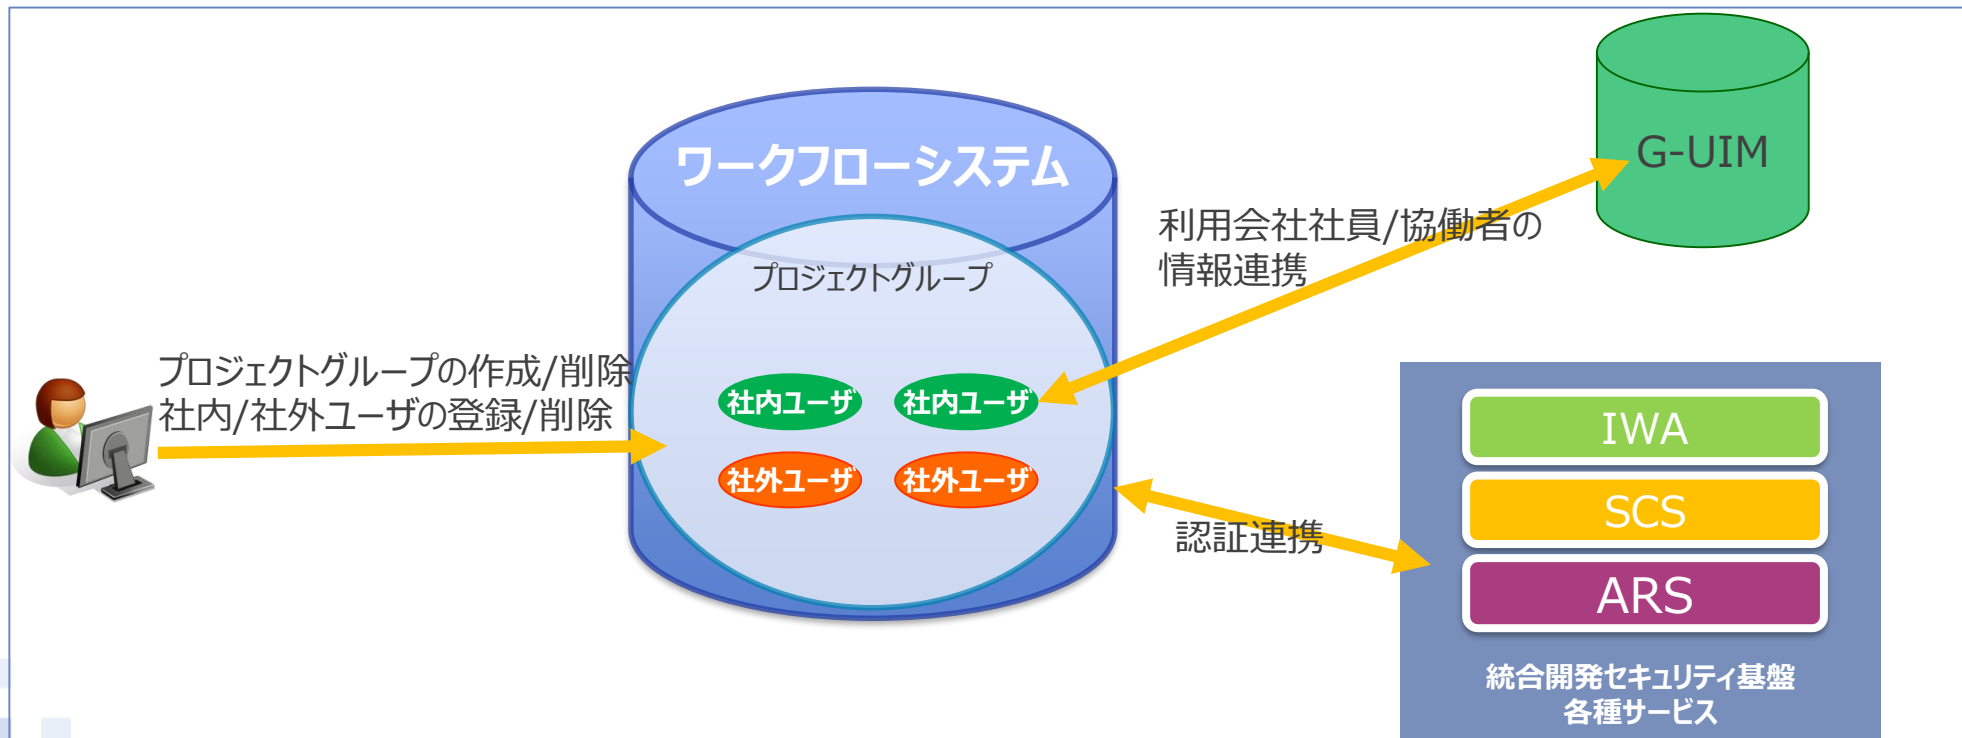 ワークフローシステム
G-UIM
利用会社社員/協働者の
情報連携
プロジェクトグループ
プロジェクトグループの作成/削除
社内/社外ユーザの登録/削除
社内ユーザ
社内ユーザ
社外ユーザ
社外ユーザ
認証連携
IWA
SCS
ARS
統合開発セキュリティ基盤
各種サービス